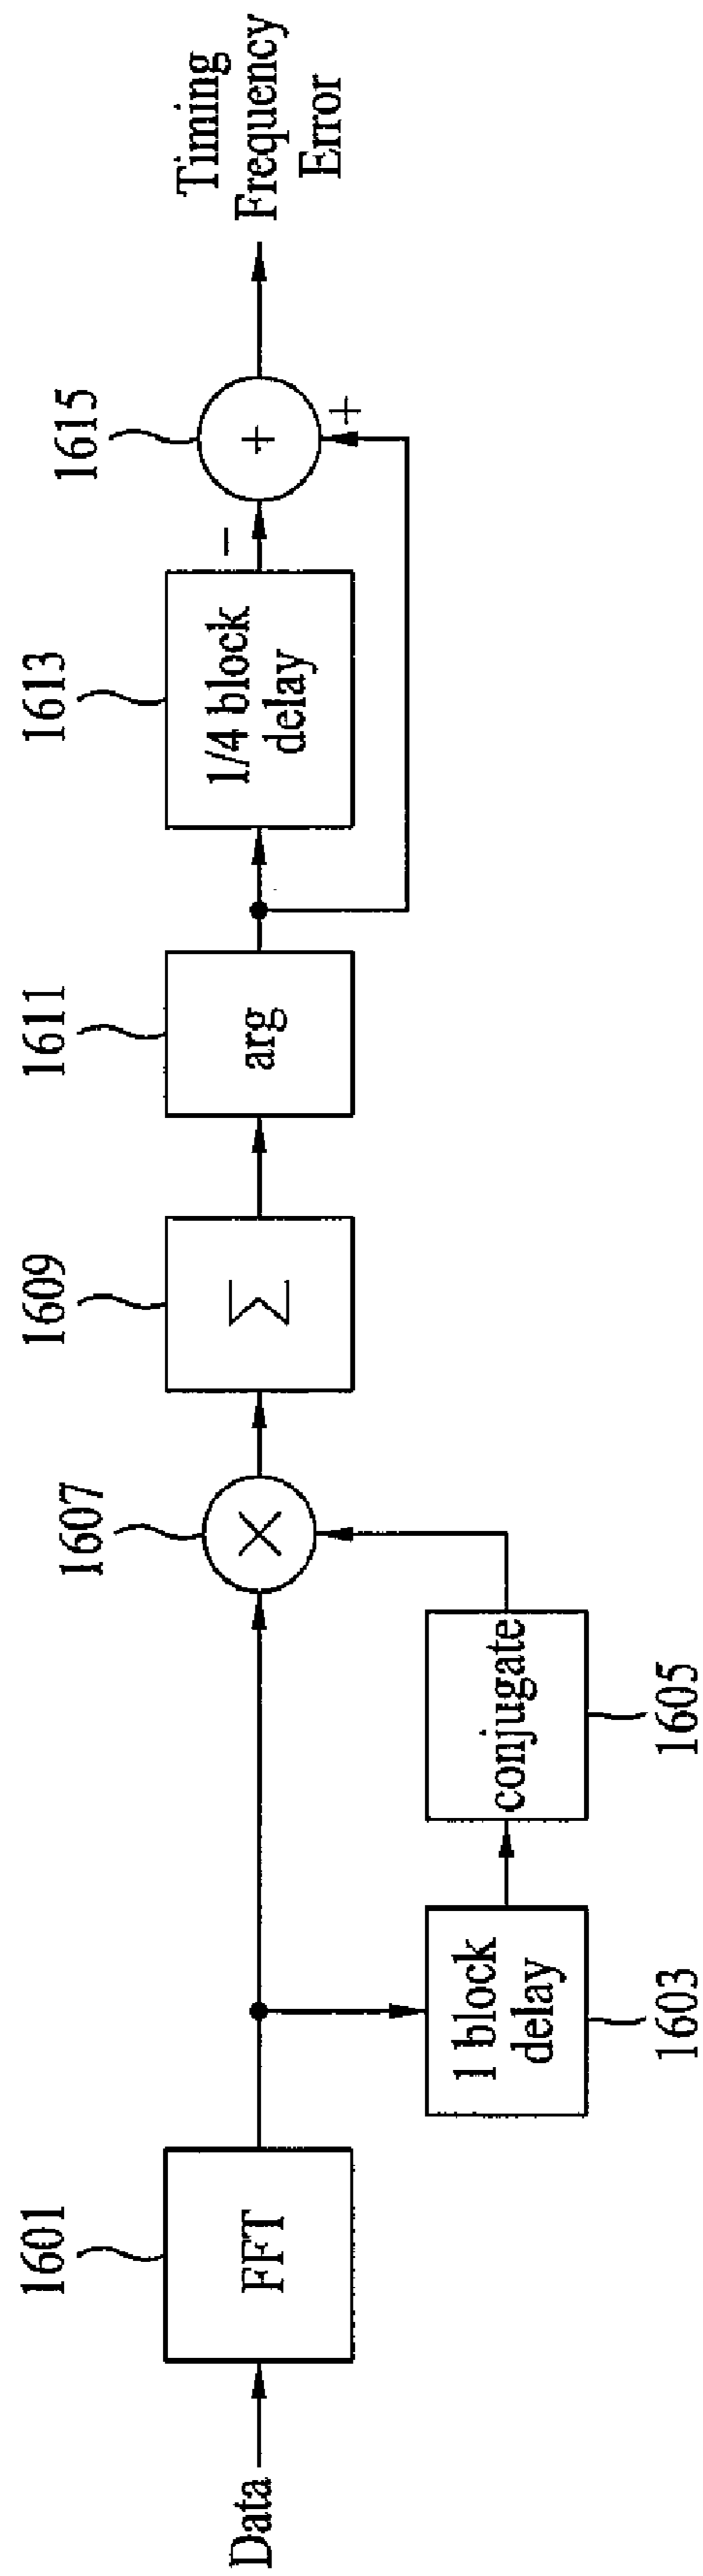 Data
1601
FFT
1 block
delay
1603
conjugate
1605
1607
×
1609
Σ
1611
arg
1613
1/4 block
delay
−
1615
+
+
Timing
Frequency
Error